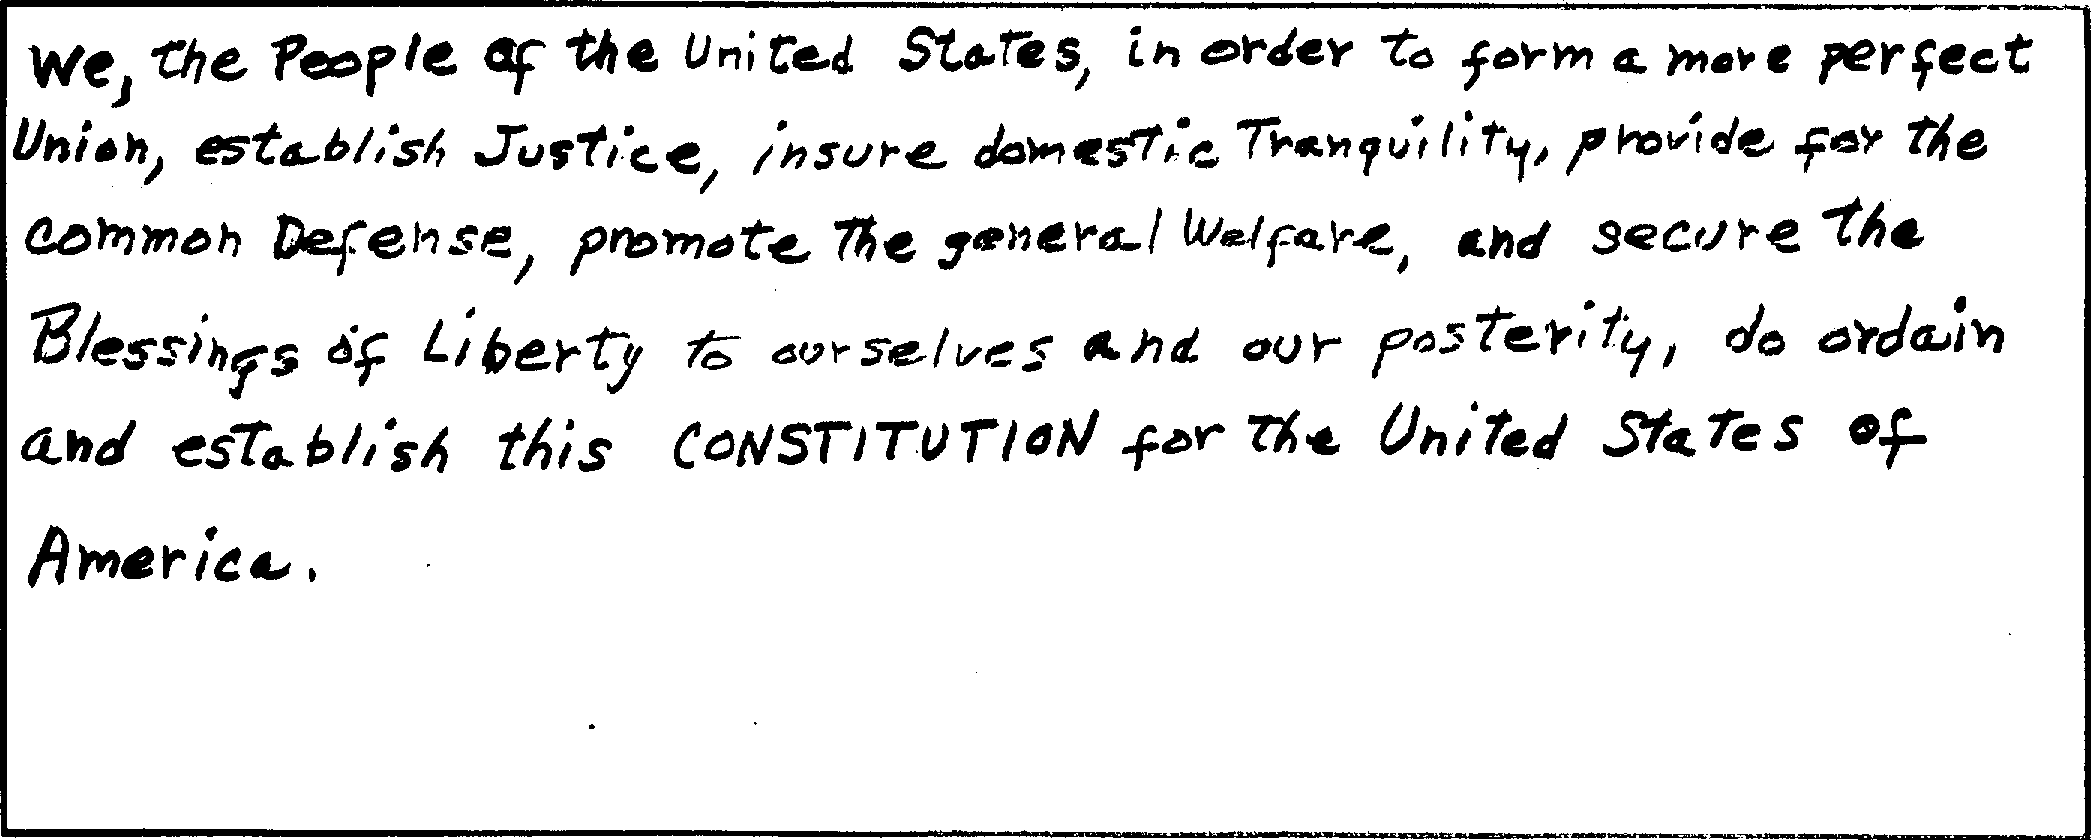 We, the People of the United States, in order to form a more perfect
Union, establish Justice, insure domestic Tranquility, provide for the
common Defense, promote the general Welfare, and secure the
Blessings of Liberty to ourselves and our posterity, do ordain
and establish this CONSTITUTION for the United States of
America.